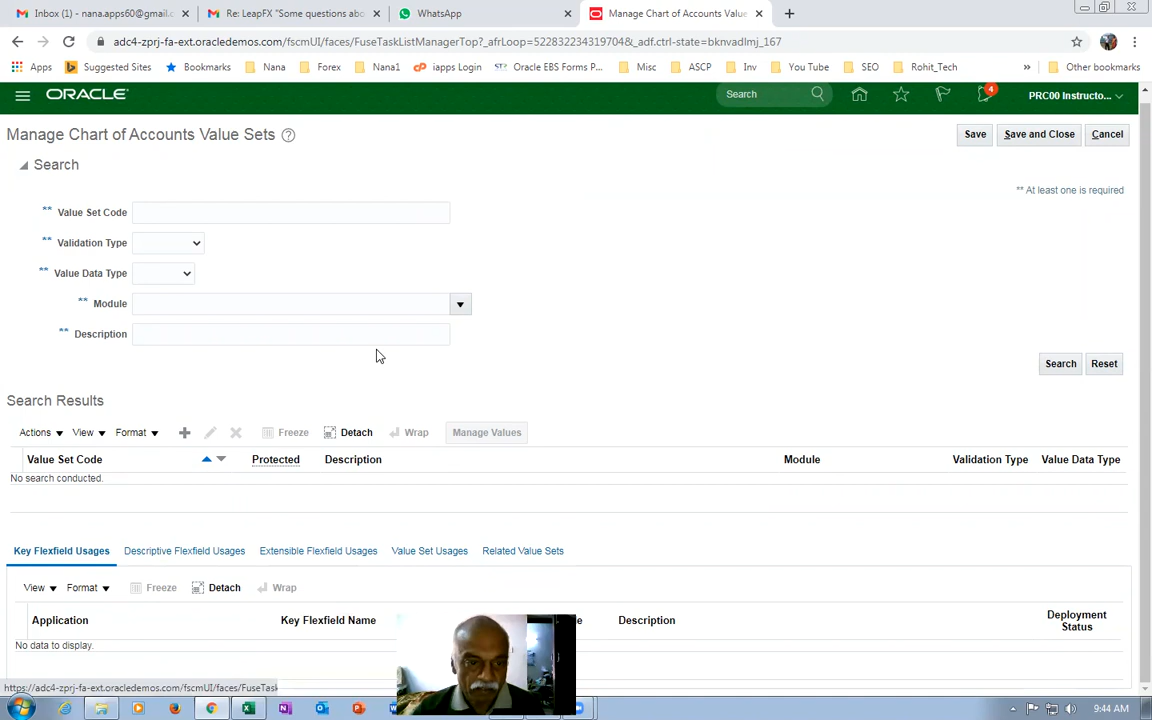 Inbox (1) - nana.apps60@gmail.c
Re: LeapFX "Some questions abo
WhatsApp
Manage Chart of Accounts Value
adc4-zprj-fa-ext.oracledemos.com/fscmUI/faces/FuseTaskListManagerTop?_afrLoop=522832234319704&_adf.ctrl-state=bknvadlmj_167
Apps
Suggested Sites
Bookmarks
Nana
Forex
Nana1
iapps Login
Oracle EBS Forms P...
Misc
ASCP
Inv
You Tube
SEO
Rohit_Tech
»
Other bookmarks
ORACLE
Search
4
PRC00 Instructo...
Manage Chart of Accounts Value Sets
Save
Save and Close
Cancel
Search
** At least one is required
** Value Set Code
** Validation Type
** Value Data Type
** Module
** Description
Search
Reset
Search Results
Actions
View
Format
Freeze
Detach
Wrap
Manage Values
Value Set Code
Protected
Description
Module
Validation Type
Value Data Type
No search conducted.
Key Flexfield Usages
Descriptive Flexfield Usages
Extensible Flexfield Usages
Value Set Usages
Related Value Sets
View
Format
Freeze
Detach
Wrap
Application
Key Flexfield Name
Description
Deployment
Status
No data to display.
https://adc4-zprj-fa-ext.oracledemos.com/fscmUI/faces/FuseTask
9:44 AM